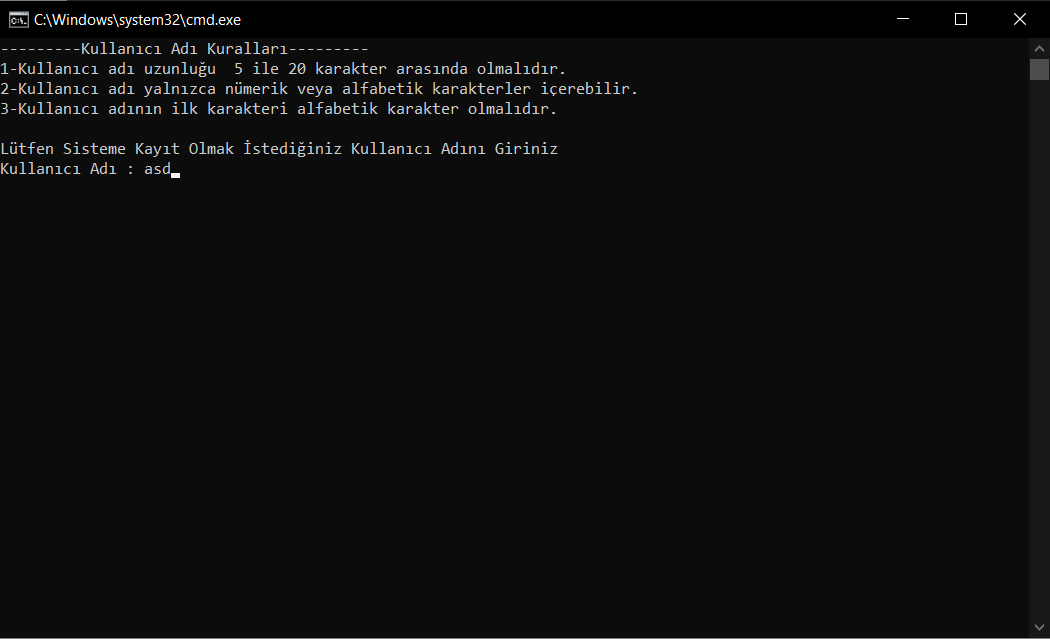 C:\Windows\system32\cmd.exe
---------Kullanıcı Adı Kuralları---------
1-Kullanıcı adı uzunluğu  5 ile 20 karakter arasında olmalıdır.
2-Kullanıcı adı yalnızca nümerik veya alfabetik karakterler içerebilir.
3-Kullanıcı adının ilk karakteri alfabetik karakter olmalıdır.
Lütfen Sisteme Kayıt Olmak İstediğiniz Kullanıcı Adını Giriniz
Kullanıcı Adı : asd